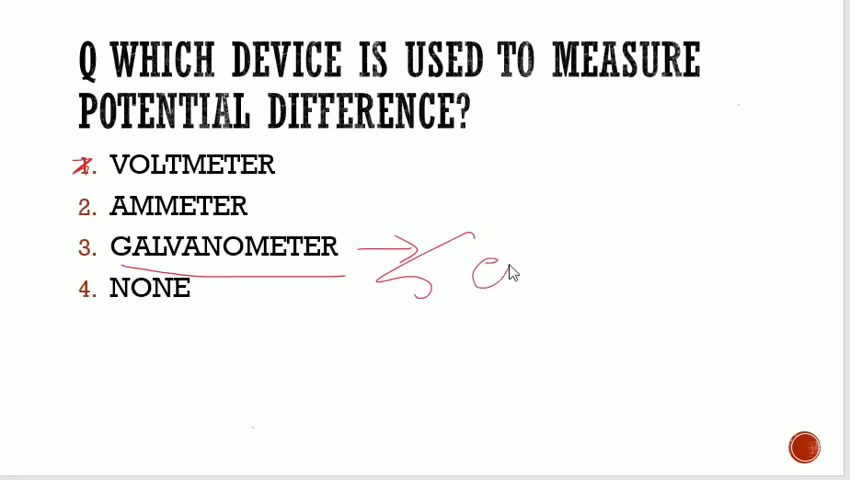 Q WHICH DEVICE IS USED TO MEASURE
POTENTIAL DIFFERENCE?
1. VOLTMETER
2. AMMETER
3. GALVANOMETER
4. NONE